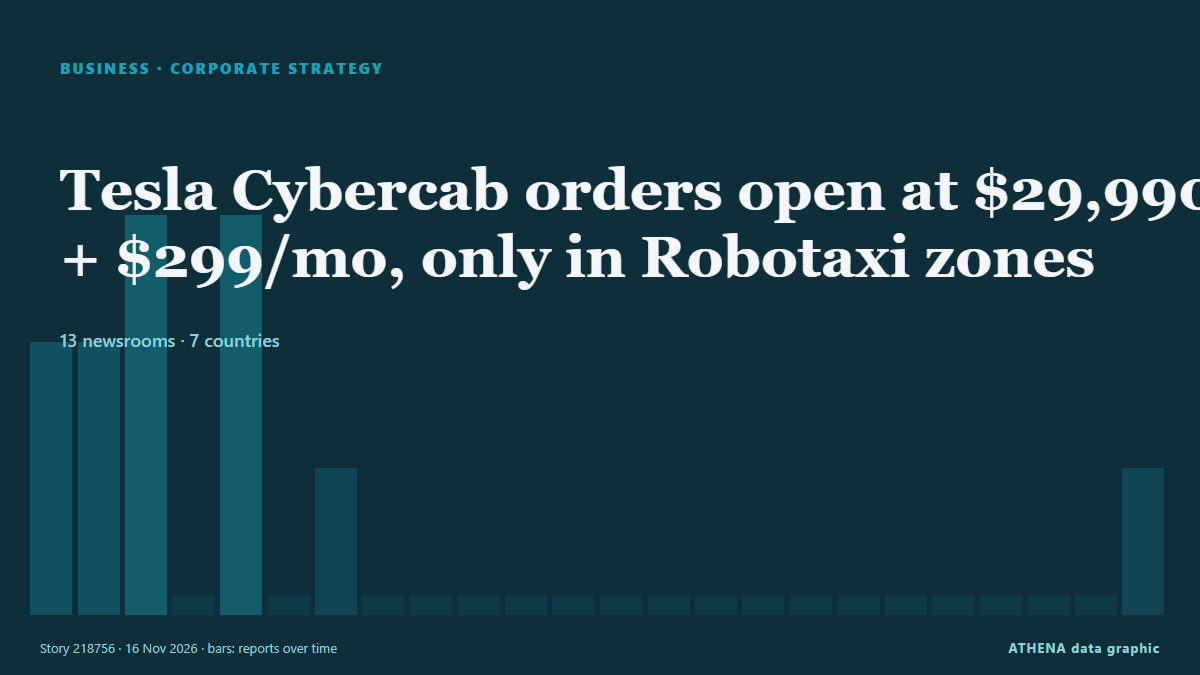 BUSINESS · CORPORATE STRATEGY
Tesla Cybercab orders open at $29,990
+ $299/mo, only in Robotaxi zones
13 newsrooms · 7 countries
Story 218756 · 16 Nov 2026 · bars: reports over time
ATHENA data graphic